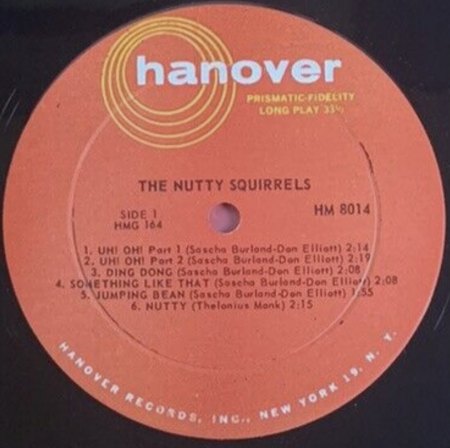 hanover
PRISMATIC-FIDELITY
LONG PLAY 33⅓
THE NUTTY SQUIRRELS
SIDE 1
HMG 164
HM 8014
1. UH! OH! Part 1 (Sascha Burland-Don Elliott) 2:14
2. UH! OH! Part 2 (Sascha Burland-Don Elliott) 2:19
3. DING DONG (Sascha Burland-Don Elliott) 2:08
4. SOMETHING LIKE THAT (Sascha Burland-Don Elliott) 2:08
5. JUMPING BEAN (Sascha Burland-Don Elliott) 1:55
6. NUTTY (Thelonius Monk) 2:15
HANOVER RECORDS, INC., NEW YORK 19, N. Y.